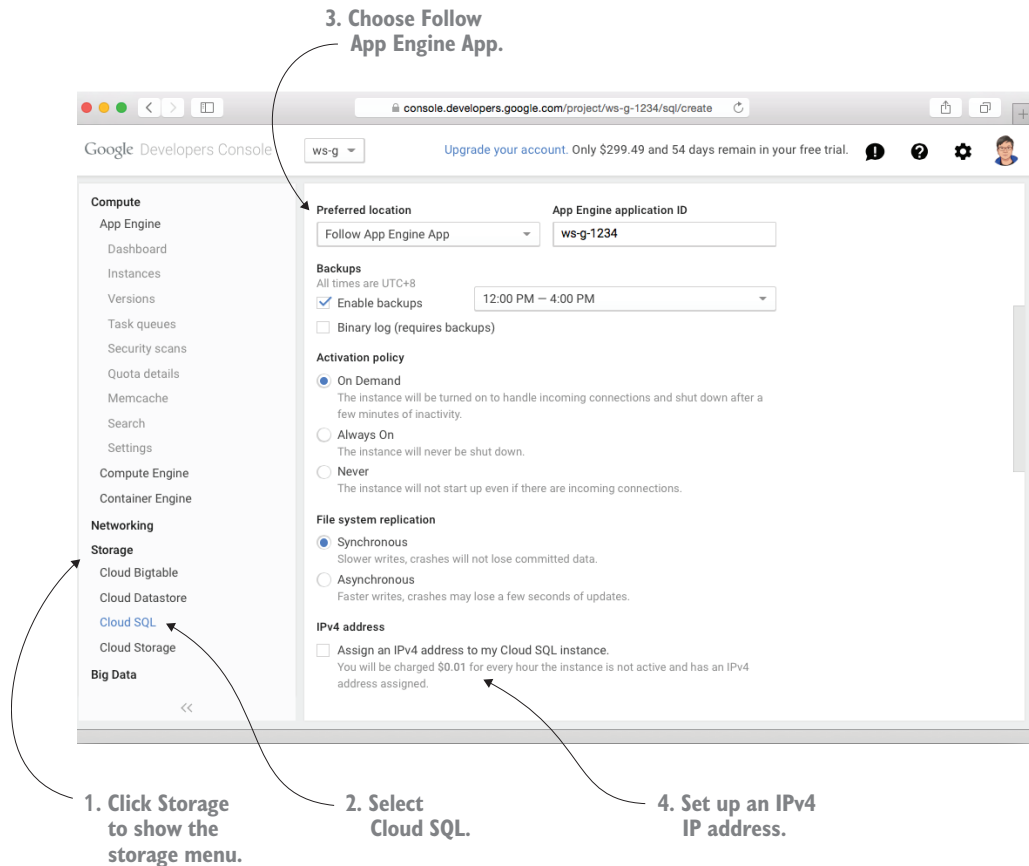 3. Choose Follow
App Engine App.
console.developers.google.com/project/ws-g-1234/sql/create
Google Developers Console
ws-g
Upgrade your account. Only $299.49 and 54 days remain in your free trial.
Compute
App Engine
Dashboard
Instances
Versions
Task queues
Security scans
Quota details
Memcache
Search
Settings
Compute Engine
Container Engine
Networking
Storage
Cloud Bigtable
Cloud Datastore
Cloud SQL
Cloud Storage
Big Data
<<
Preferred location
App Engine application ID
Follow App Engine App
ws-g-1234
Backups
All times are UTC+8
Enable backups
12:00 PM — 4:00 PM
Binary log (requires backups)
Activation policy
On Demand
The instance will be turned on to handle incoming connections and shut down after a
few minutes of inactivity.
Always On
The instance will never be shut down.
Never
The instance will not start up even if there are incoming connections.
File system replication
Synchronous
Slower writes, crashes will not lose committed data.
Asynchronous
Faster writes, crashes may lose a few seconds of updates.
IPv4 address
Assign an IPv4 address to my Cloud SQL instance.
You will be charged $0.01 for every hour the instance is not active and has an IPv4
address assigned.
1. Click Storage
to show the
storage menu.
2. Select
Cloud SQL.
4. Set up an IPv4
IP address.